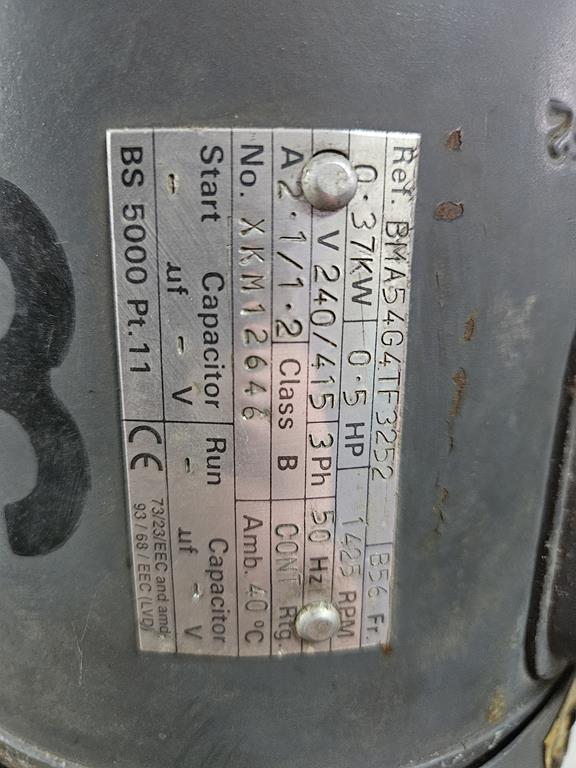 Ref. BMA54G4TF3252 B56 Fr.
0·37KW 0·5 HP 1425 RPM
V 240/415 3Ph 50 Hz
A 2·1/1·2 Class B CONT Rtg
No. XKM12646 Amb. 40°C
Start Capacitor Run Capacitor
- µf - V - µf - V
BS 5000 Pt.11 CE 73/23/EEC and amd.
93/68/EEC (LVD)